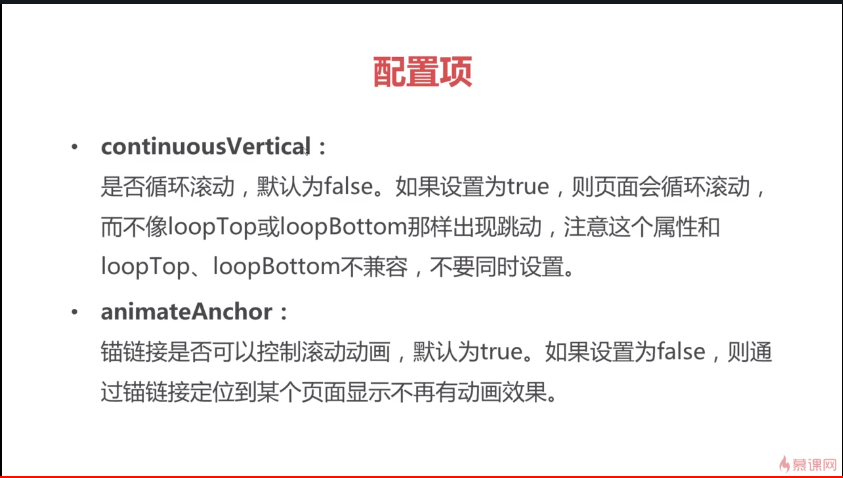 配置项
• continuousVertical：
是否循环滚动，默认为false。如果设置为true，则页面会循环滚动，
而不像loopTop或loopBottom那样出现跳动，注意这个属性和
loopTop、loopBottom不兼容，不要同时设置。
• animateAnchor：
锚链接是否可以控制滚动动画，默认为true。如果设置为false，则通
过锚链接定位到某个页面显示不再有动画效果。
慕课网